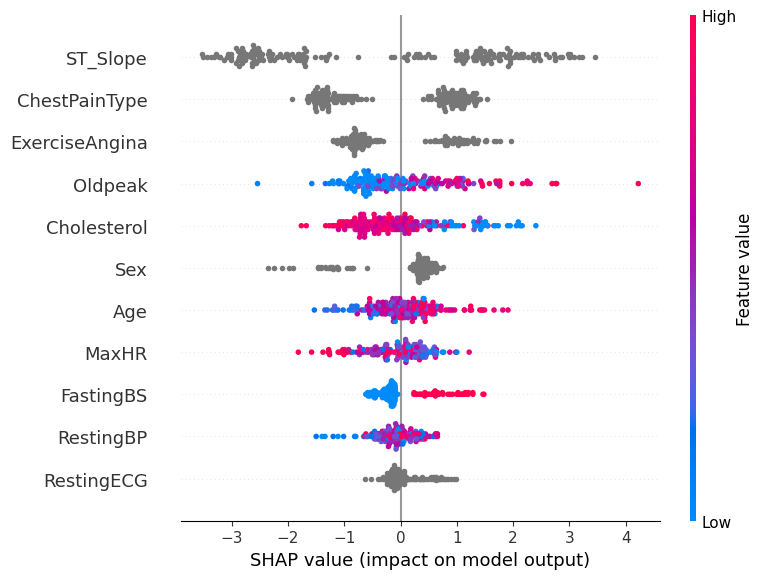 High
ST_Slope
ChestPainType
ExerciseAngina
Oldpeak
Cholesterol
Sex
Age
MaxHR
FastingBS
RestingBP
RestingECG
Feature value
Low
−3 −2 −1 0 1 2 3 4
SHAP value (impact on model output)